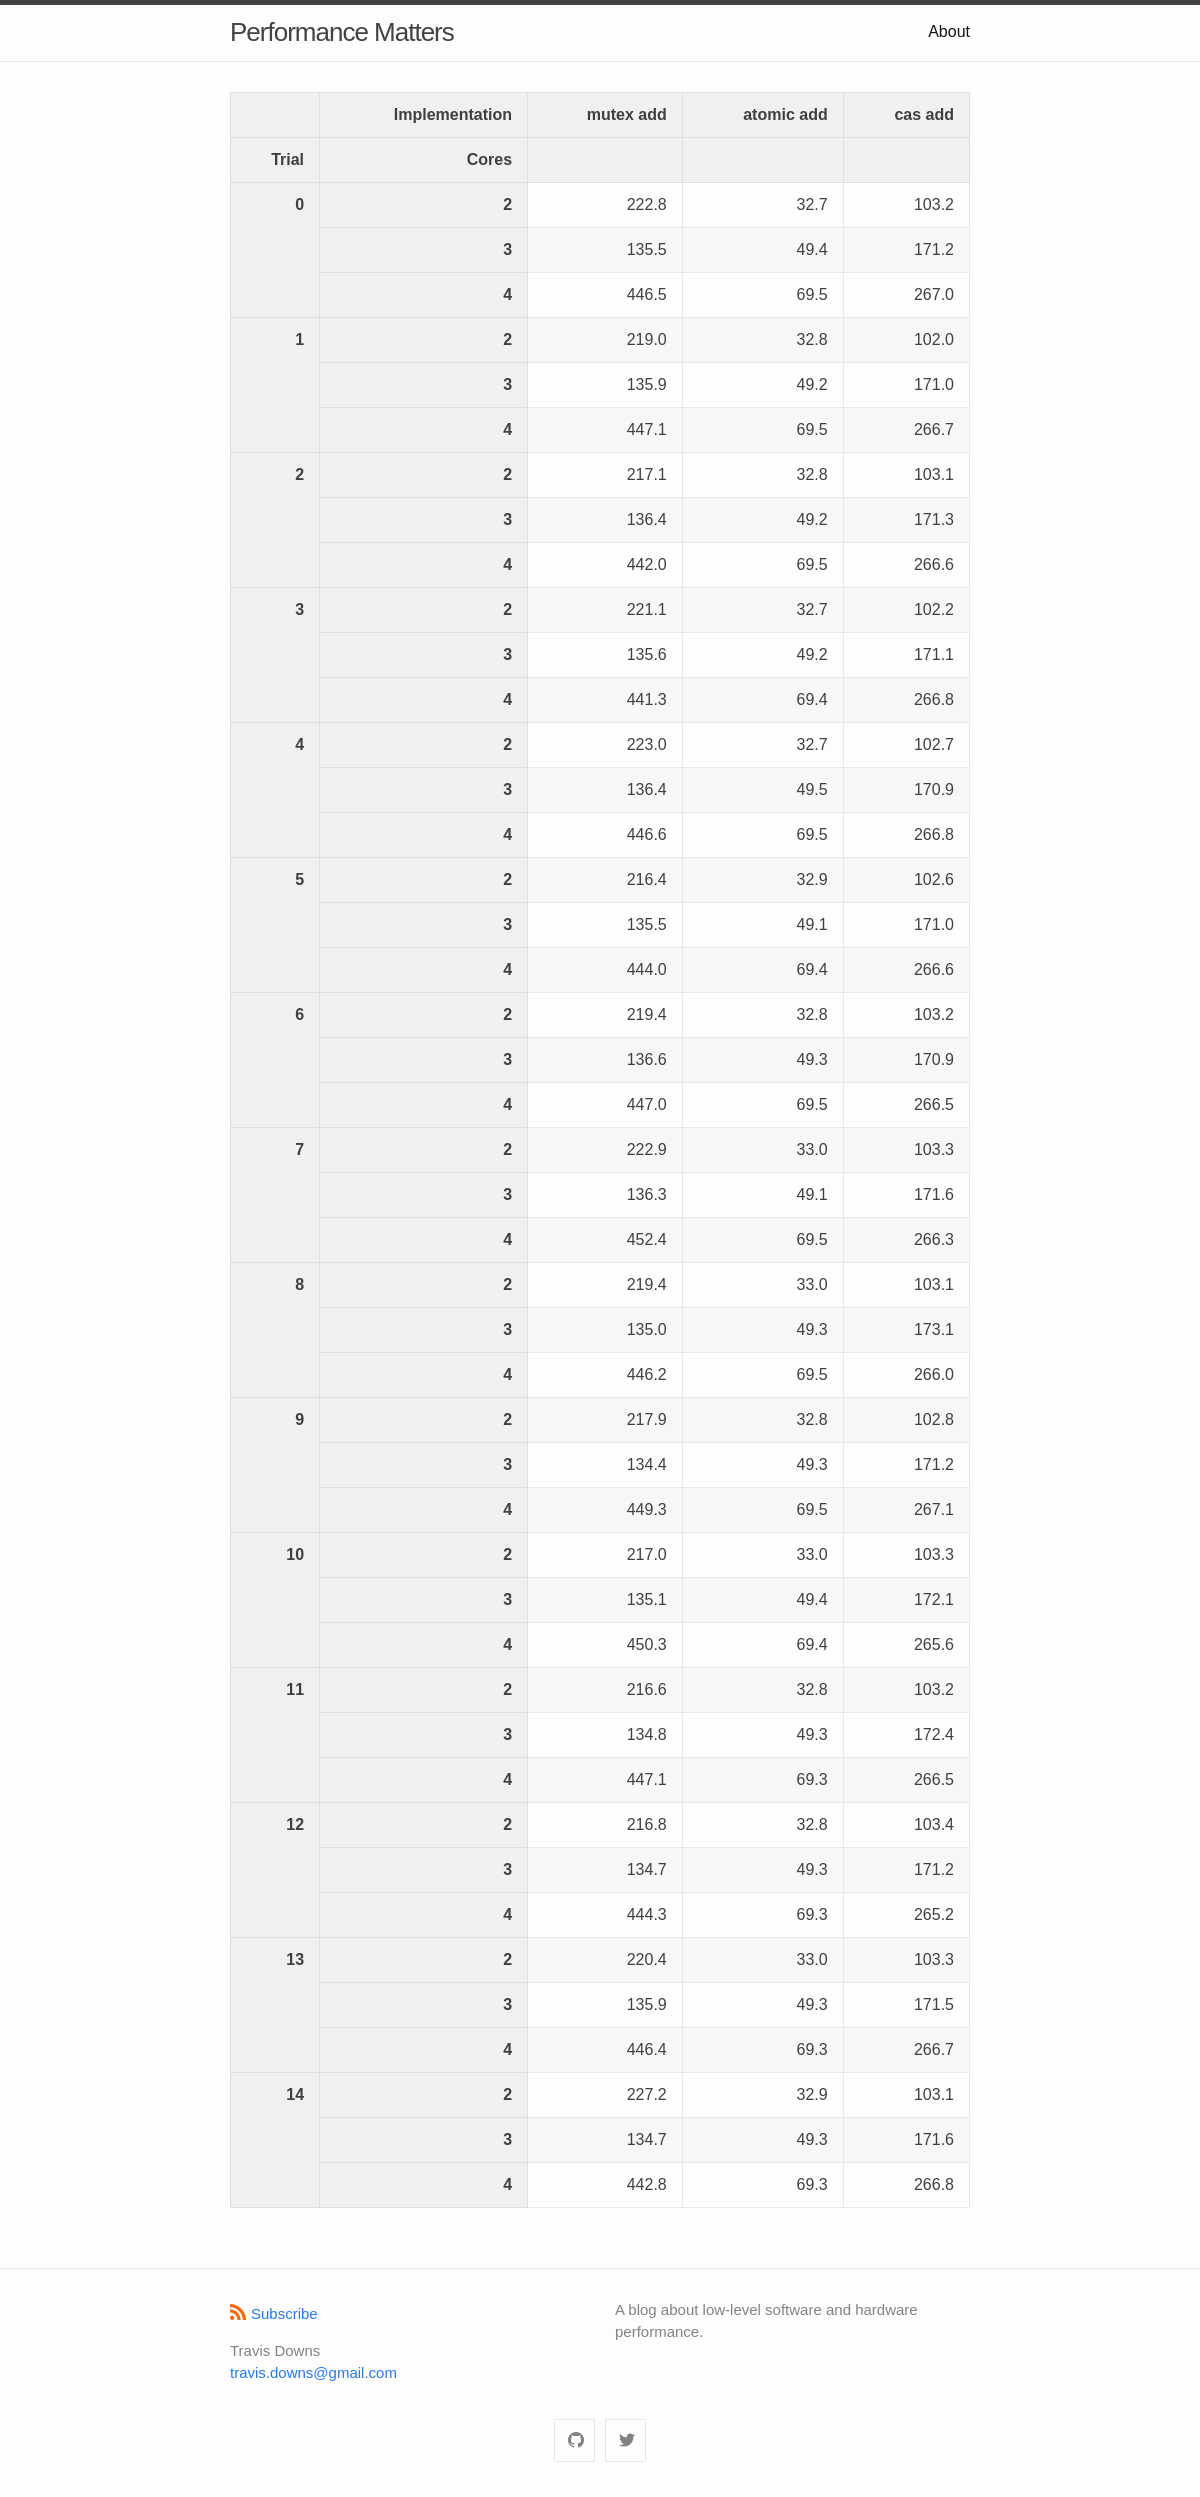 Performance Matters About
Implementation mutex add atomic add cas add
Trial Cores
0 2 222.8 32.7 103.2
3 135.5 49.4 171.2
4 446.5 69.5 267.0
1 2 219.0 32.8 102.0
3 135.9 49.2 171.0
4 447.1 69.5 266.7
2 2 217.1 32.8 103.1
3 136.4 49.2 171.3
4 442.0 69.5 266.6
3 2 221.1 32.7 102.2
3 135.6 49.2 171.1
4 441.3 69.4 266.8
4 2 223.0 32.7 102.7
3 136.4 49.5 170.9
4 446.6 69.5 266.8
5 2 216.4 32.9 102.6
3 135.5 49.1 171.0
4 444.0 69.4 266.6
6 2 219.4 32.8 103.2
3 136.6 49.3 170.9
4 447.0 69.5 266.5
7 2 222.9 33.0 103.3
3 136.3 49.1 171.6
4 452.4 69.5 266.3
8 2 219.4 33.0 103.1
3 135.0 49.3 173.1
4 446.2 69.5 266.0
9 2 217.9 32.8 102.8
3 134.4 49.3 171.2
4 449.3 69.5 267.1
10 2 217.0 33.0 103.3
3 135.1 49.4 172.1
4 450.3 69.4 265.6
11 2 216.6 32.8 103.2
3 134.8 49.3 172.4
4 447.1 69.3 266.5
12 2 216.8 32.8 103.4
3 134.7 49.3 171.2
4 444.3 69.3 265.2
13 2 220.4 33.0 103.3
3 135.9 49.3 171.5
4 446.4 69.3 266.7
14 2 227.2 32.9 103.1
3 134.7 49.3 171.6
4 442.8 69.3 266.8
Subscribe
Travis Downs
travis.downs@gmail.com
A blog about low-level software and hardware
performance.